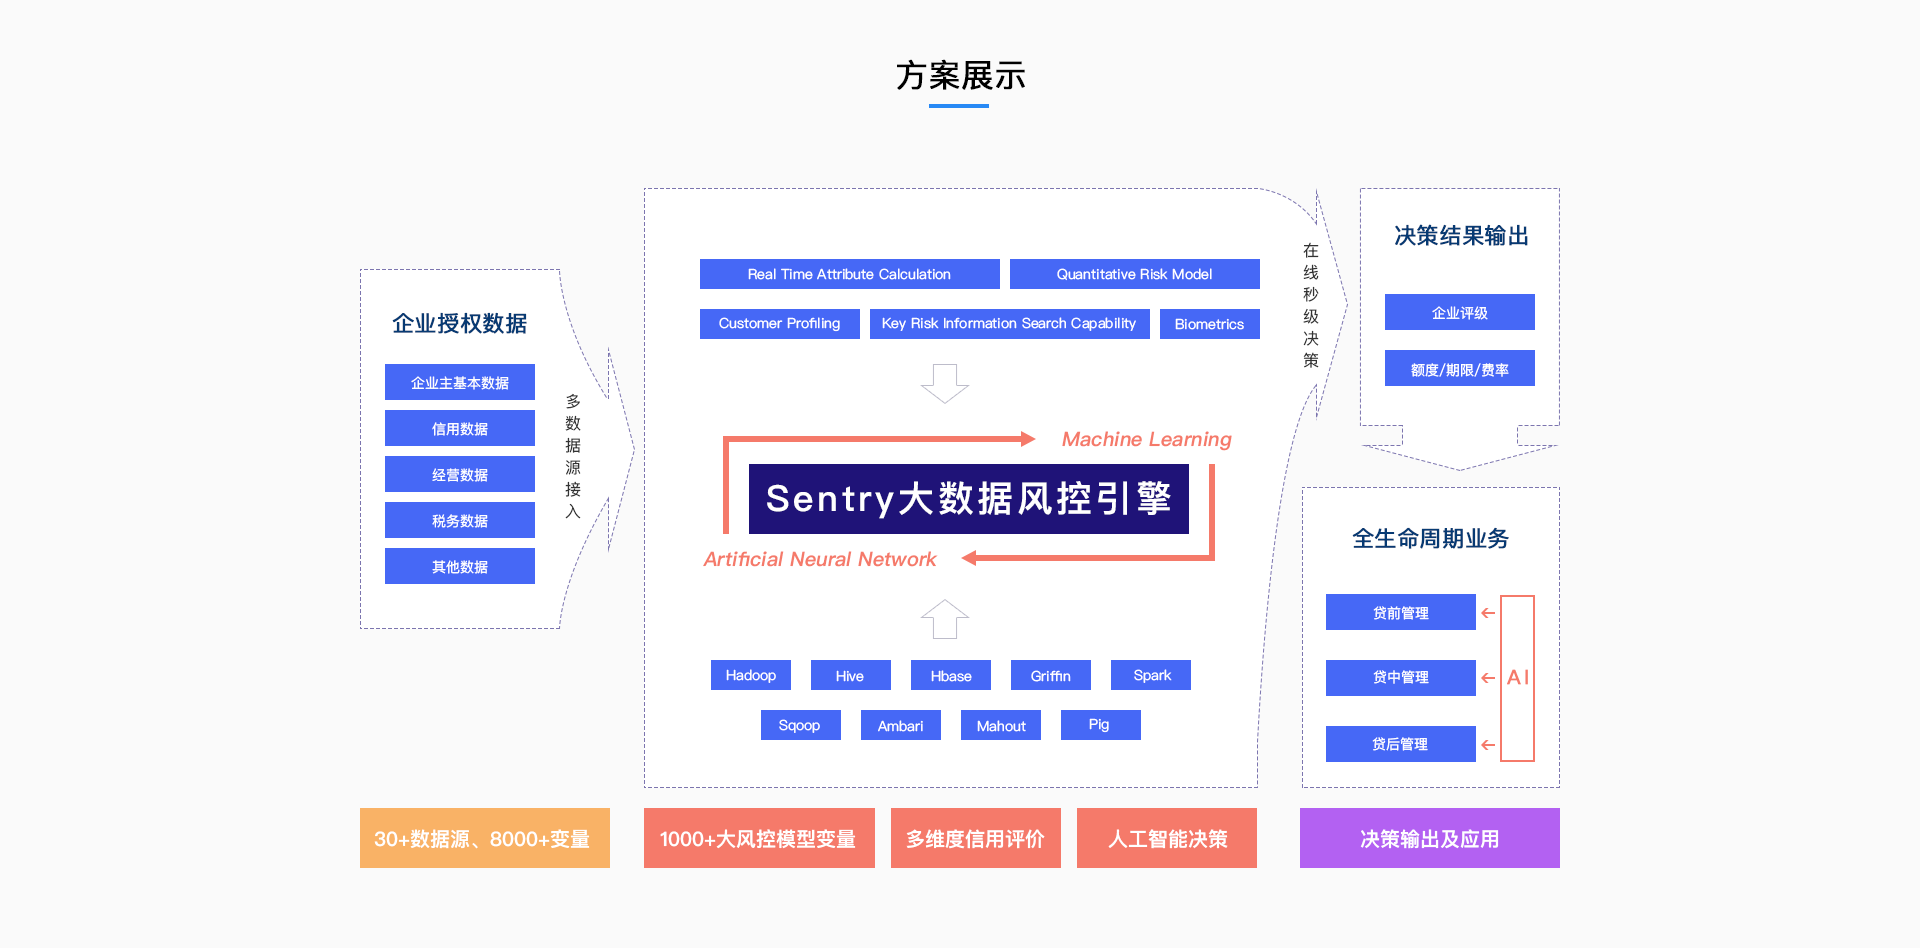 方案展示
企业授权数据
企业主基本数据
信用数据
经营数据
税务数据
其他数据
多数据源接入
Real Time Attribute Calculation
Quantitative Risk Model
Customer Profiling
Key Risk Information Search Capability
Biometrics
Machine Learning
Sentry大数据风控引擎
Artificial Neural Network
Hadoop
Hive
Hbase
Griffin
Spark
Sqoop
Ambari
Mahout
Pig
在线秒级决策
决策结果输出
企业评级
额度/期限/费率
全生命周期业务
贷前管理
贷中管理
贷后管理
AI
30+数据源、8000+变量
1000+大风控模型变量
多维度信用评价
人工智能决策
决策输出及应用